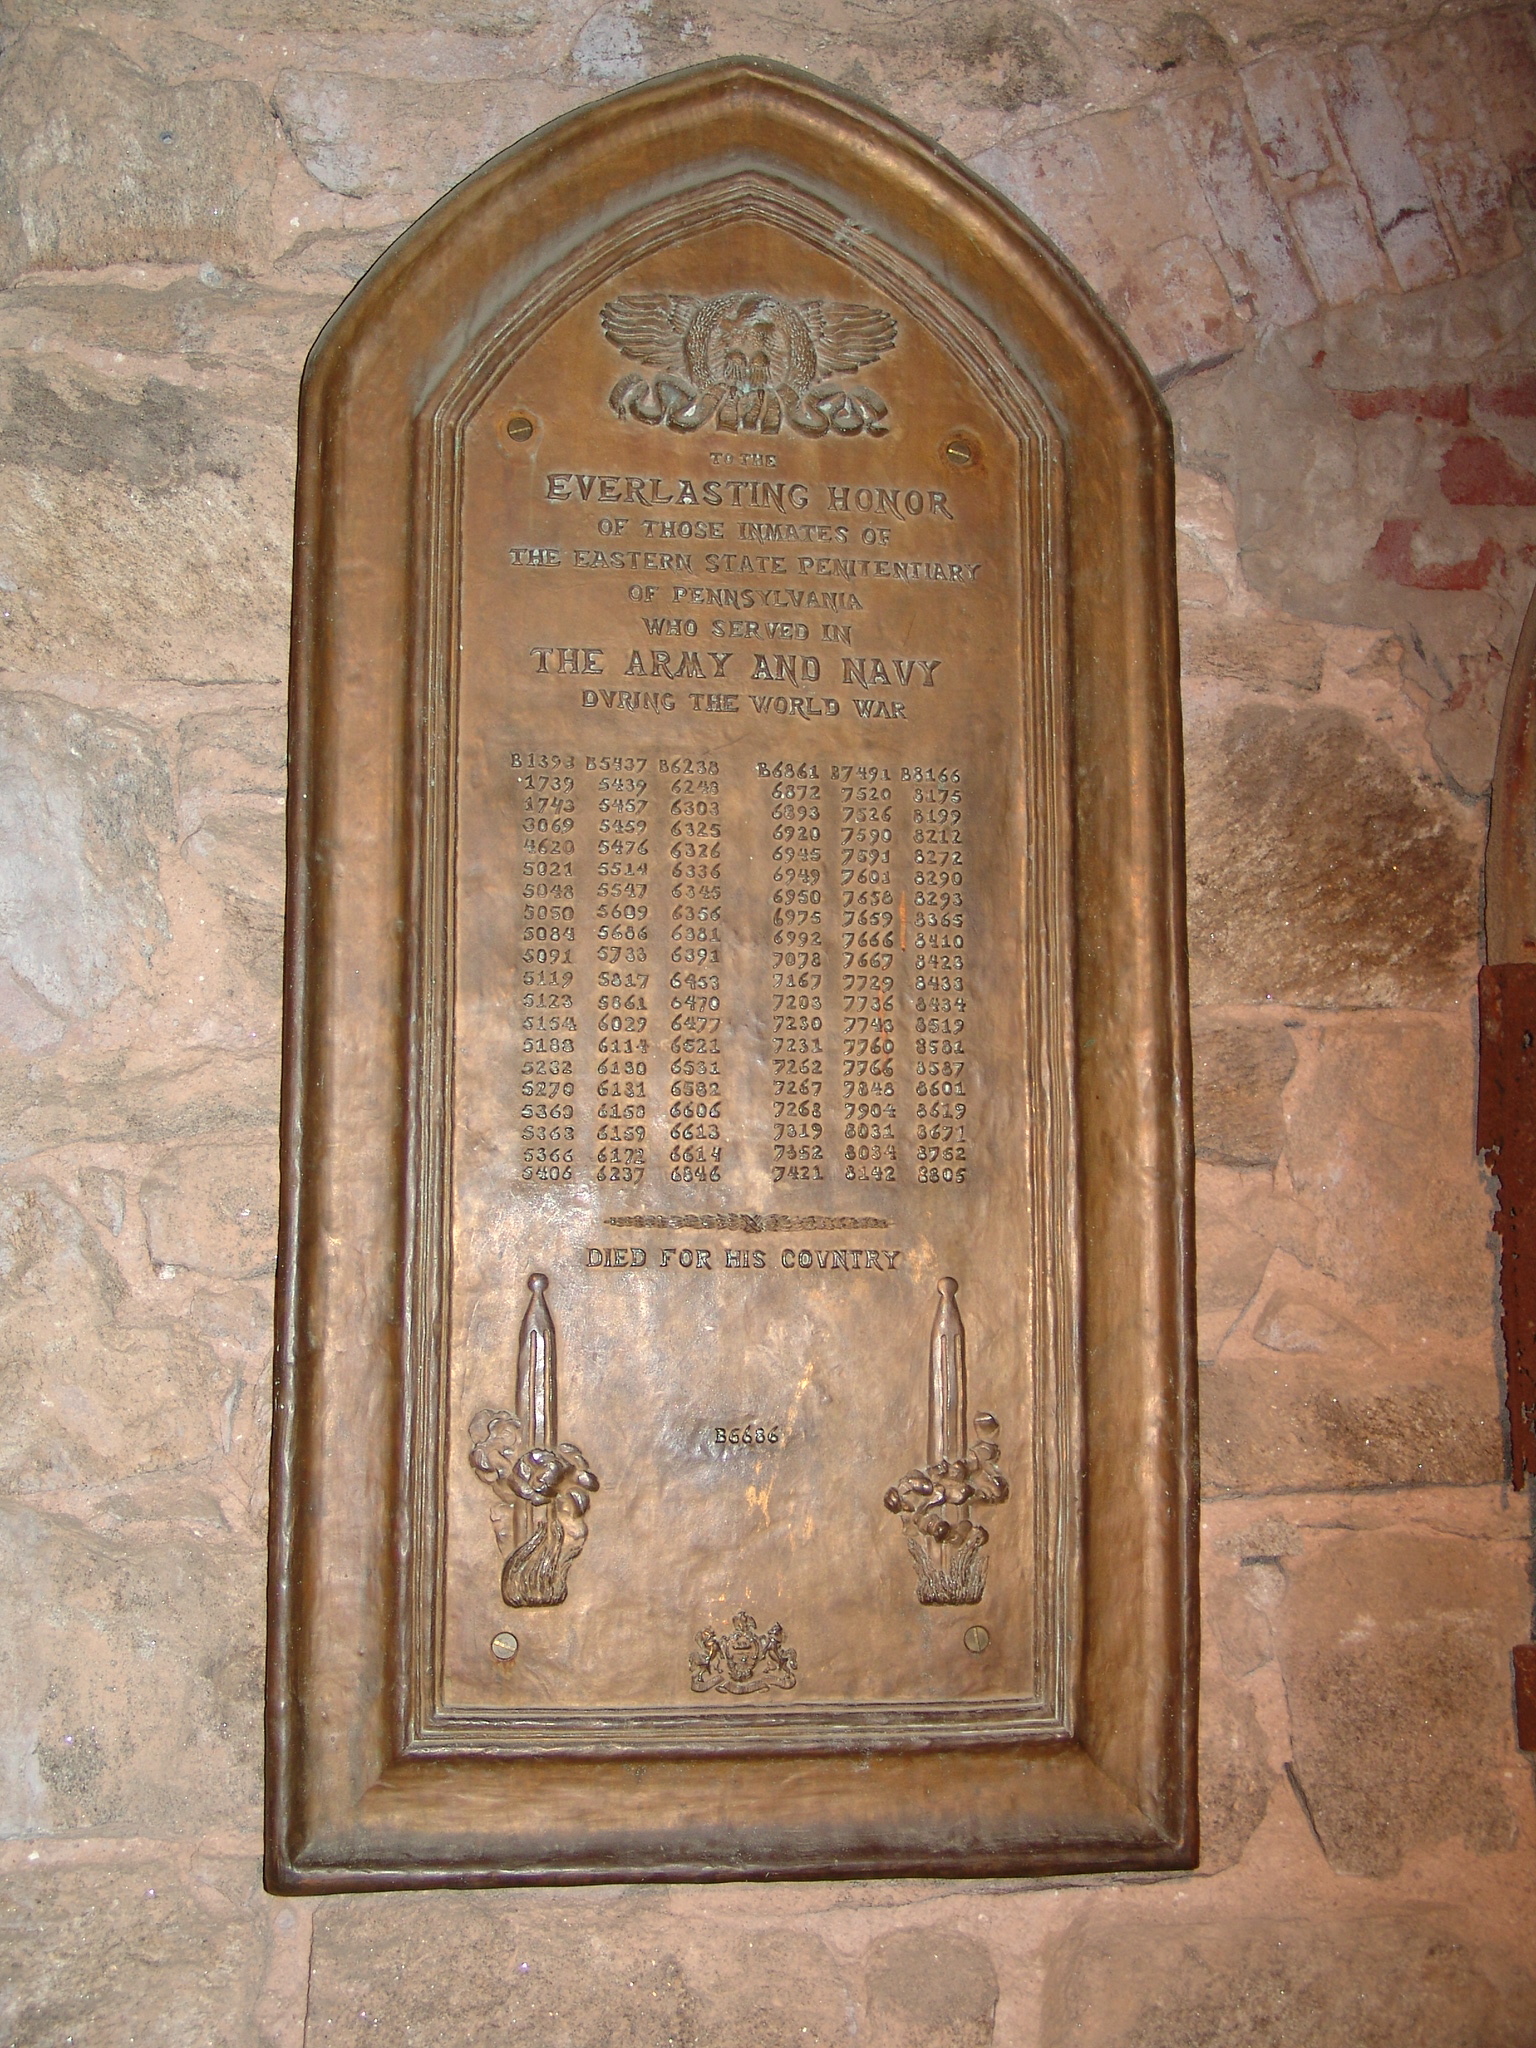 TO THE
EVERLASTING HONOR
OF THOSE INMATES OF
THE EASTERN STATE PENITENTIARY
OF PENNSYLVANIA
WHO SERVED IN
THE ARMY AND NAVY
DVRING THE WORLD WAR
B1393 B5437 B6238 B6861 B7491 B8166
1739 5439 6248 6872 7520 8175
1743 5457 6303 6893 7526 8199
3069 5459 6325 6920 7590 8212
4620 5476 6326 6945 7591 8272
5021 5514 6336 6949 7601 8290
5048 5547 6345 6950 7658 8293
5050 5609 6356 6975 7659 8365
5084 5686 6381 6992 7666 8410
5091 5733 6391 7078 7667 8423
5119 5817 6453 7167 7729 8433
5123 5861 6470 7203 7736 8434
5154 6029 6477 7230 7743 8519
5188 6114 6521 7231 7760 8581
5232 6130 6531 7262 7766 8587
5270 6131 6582 7267 7848 8601
5360 6158 6606 7268 7904 8619
5363 6159 6613 7319 8031 8671
5366 6172 6614 7352 8034 8752
5406 6237 6846 7421 8142 8805
DIED FOR HIS COVNTRY
B6686